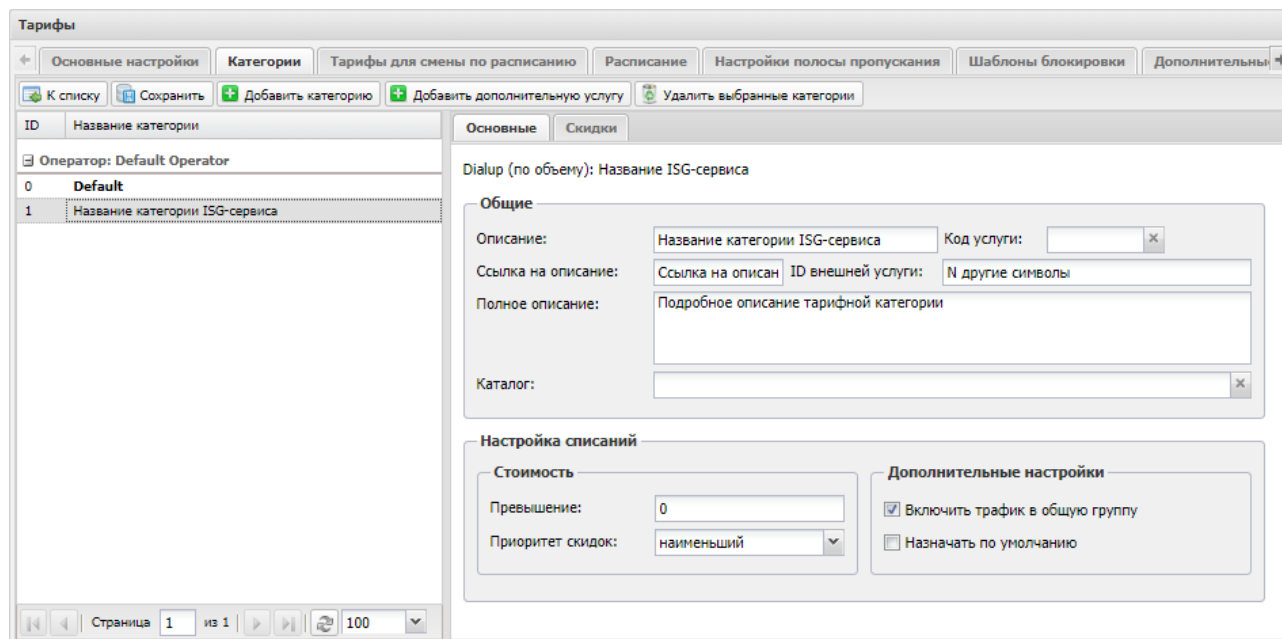 Тарифы
Основные настройки Категории Тарифы для смены по расписанию Расписание Настройки полосы пропускания Шаблоны блокировки Дополнительны
К списку Сохранить Добавить категорию Добавить дополнительную услугу Удалить выбранные категории
ID Название категории
Оператор: Default Operator
0 Default
1 Название категории ISG-сервиса
Страница 1 из 1 100
Основные Скидки
Dialup (по объему): Название ISG-сервиса
Общие
Описание: Название категории ISG-сервиса Код услуги:
Ссылка на описание: Ссылка на описан ID внешней услуги: N другие символы
Полное описание: Подробное описание тарифной категории
Каталог:
Настройка списаний
Стоимость
Превышение: 0
Приоритет скидок: наименьший
Дополнительные настройки
Включить трафик в общую группу
Назначать по умолчанию